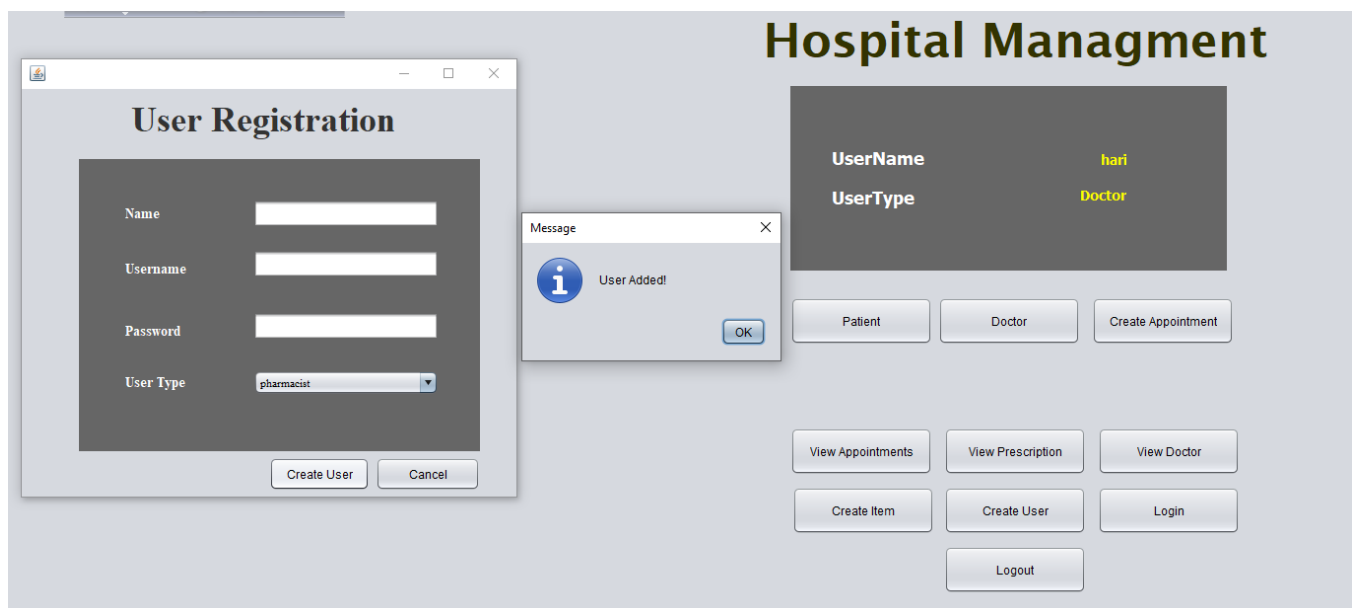 Hospital Managment
User Registration
Name
Username
Password
User Type pharmacist
Create User Cancel
Message
User Added!
OK
UserName hari
UserType Doctor
Patient Doctor Create Appointment
View Appointments View Prescription View Doctor
Create Item Create User Login
Logout